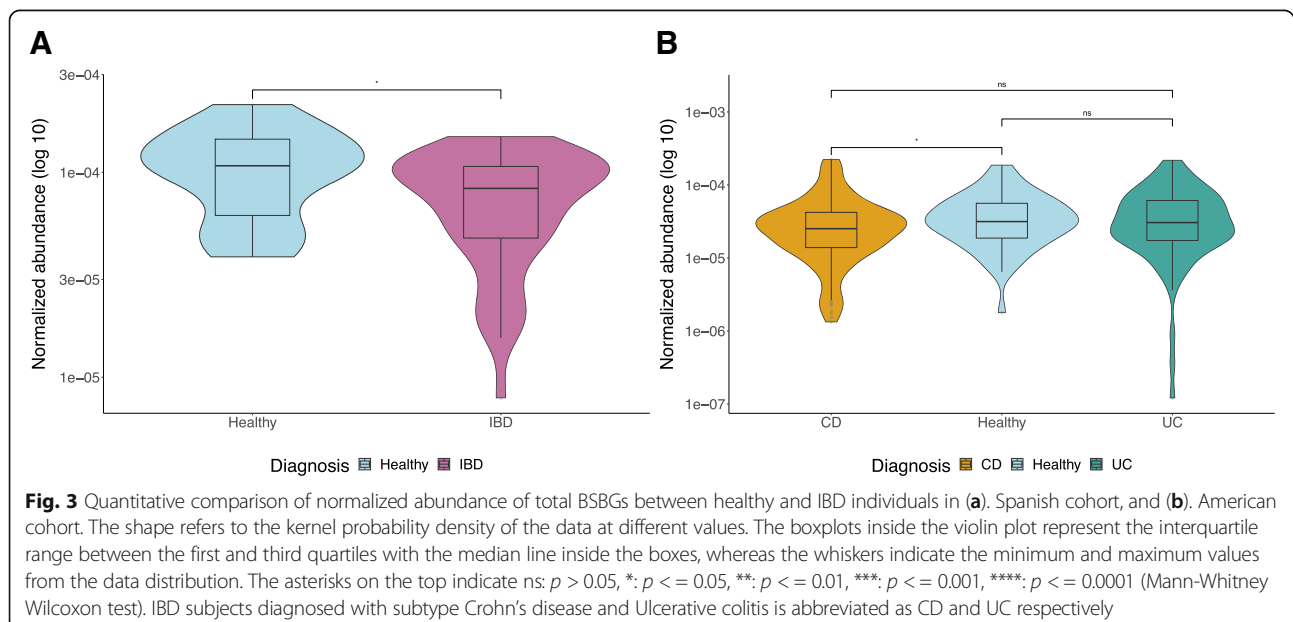 A
B
3e−04
1e−04
3e−05
1e−05
Normalized abundance (log 10)
*
Healthy
IBD
Diagnosis Healthy IBD
1e−03
1e−04
1e−05
1e−06
1e−07
Normalized abundance (log 10)
ns
ns
*
CD
Healthy
UC
Diagnosis CD Healthy UC
Fig. 3 Quantitative comparison of normalized abundance of total BSBGs between healthy and IBD individuals in (a). Spanish cohort, and (b). American
cohort. The shape refers to the kernel probability density of the data at different values. The boxplots inside the violin plot represent the interquartile
range between the first and third quartiles with the median line inside the boxes, whereas the whiskers indicate the minimum and maximum values
from the data distribution. The asterisks on the top indicate ns: p > 0.05, *: p < = 0.05, **: p < = 0.01, ***: p < = 0.001, ****: p < = 0.0001 (Mann-Whitney
Wilcoxon test). IBD subjects diagnosed with subtype Crohn's disease and Ulcerative colitis is abbreviated as CD and UC respectively